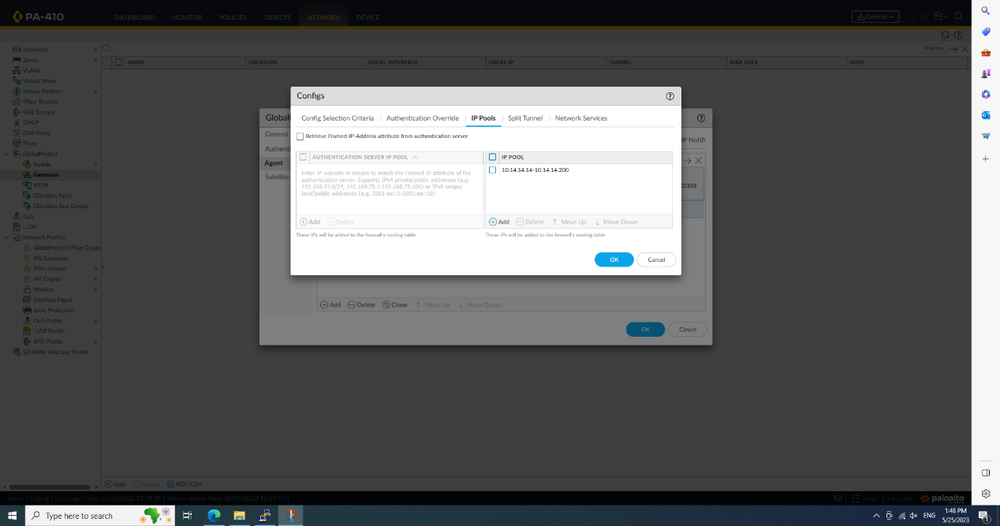 PA-410
DASHBOARD
MONITOR
POLICIES
OBJECTS
NETWORK
DEVICE
Commit
0 items
NAME
LOCATION
LOCAL INTERFACE
LOCAL IP
TUNNEL
MAX USER
INFO
Interfaces
Zones
VLANs
Virtual Wires
Virtual Routers
IPSec Tunnels
GRE Tunnels
DHCP
DNS Proxy
Proxy
GlobalProtect
Portals
Gateways
MDM
Clientless Apps
Clientless App Groups
QoS
LLDP
Network Profiles
GlobalProtect IPSec Crypto
IKE Gateways
IPSec Crypto
IKE Crypto
Monitor
Interface Mgmt
Zone Protection
QoS Profile
LLDP Profile
BFD Profile
SD-WAN Interface Profile
Global
General
Authenti
Agent
Satellite
IP Notifi
CCESS
Configs
Config Selection Criteria
Authentication Override
IP Pools
Split Tunnel
Network Services
Retrieve Framed-IP-Address attribute from authentication server
AUTHENTICATION SERVER IP POOL
Enter IP subnets or ranges to match the Framed IP attribute of the
authentication server. Supports IPv4 private/public addresses (e.g.
192.168.74.0/24, 192.168.75.1-192.168.75.100) or IPv6 unique
local/public addresses (e.g. 2001:aa::1-2001:aa::10)
Add
Delete
These IPs will be added to the firewall's routing table
IP POOL
10.14.14.14-10.14.14.200
Add
Delete
Move Up
Move Down
These IPs will be added to the firewall's routing table
OK
Cancel
Add
Delete
Clone
Move Up
Move Down
OK
Cancel
Add
Delete
PDF/CSV
admin | Logout | Last Login Time: 05/25/2023 12:59:29 | Session Expire Time: 06/24/2023 12:59:57 |
Tasks
Language
paloalto
Type here to search
ENG
1:48 PM
5/25/2023
1